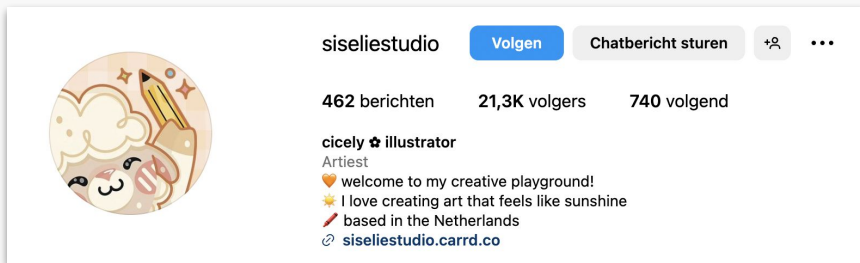 siseliestudio Volgen Chatbericht sturen
462 berichten 21,3K volgers 740 volgend
cicely ✿ illustrator
Artiest
🧡 welcome to my creative playground!
☀️ I love creating art that feels like sunshine
🖍️ based in the Netherlands
siseliestudio.carrd.co